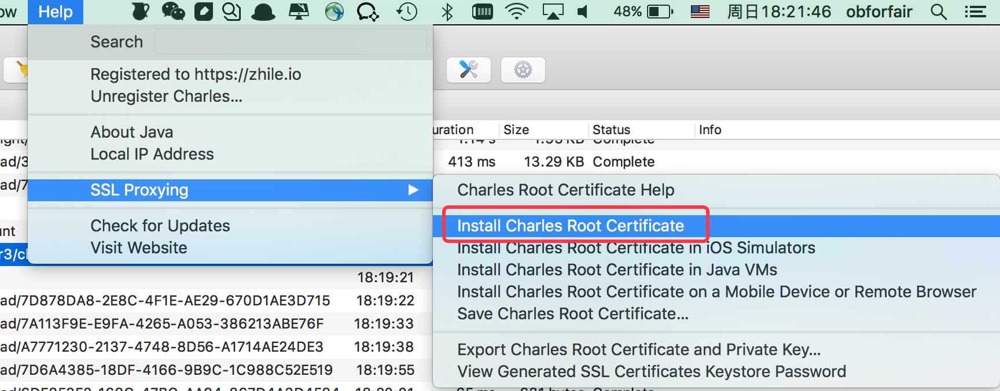 ow Help 48% 周日18:21:46 obforfair
Search
Registered to https://zhile.io
Unregister Charles...
About Java
Local IP Address
SSL Proxying
Check for Updates
Visit Website
uration Size Status Info
1.14 s 1.95 KB Complete
ad/3 413 ms 13.29 KB Complete
ad/7
Charles Root Certificate Help
Install Charles Root Certificate
Install Charles Root Certificate in iOS Simulators
Install Charles Root Certificate in Java VMs
Install Charles Root Certificate on a Mobile Device or Remote Browser
Save Charles Root Certificate...
Export Charles Root Certificate and Private Key...
View Generated SSL Certificates Keystore Password
unt
r3/cl
18:19:21
ad/7D878DA8-2E8C-4F1E-AE29-670D1AE3D715 18:19:22
ad/7A113F9E-E9FA-4265-A053-386213ABE76F 18:19:33
ad/A7771230-2137-4748-8D56-A1714AE24DE3 18:19:38
ad/7D6A4385-18DF-4166-9B9C-1C988C52E519 18:19:55